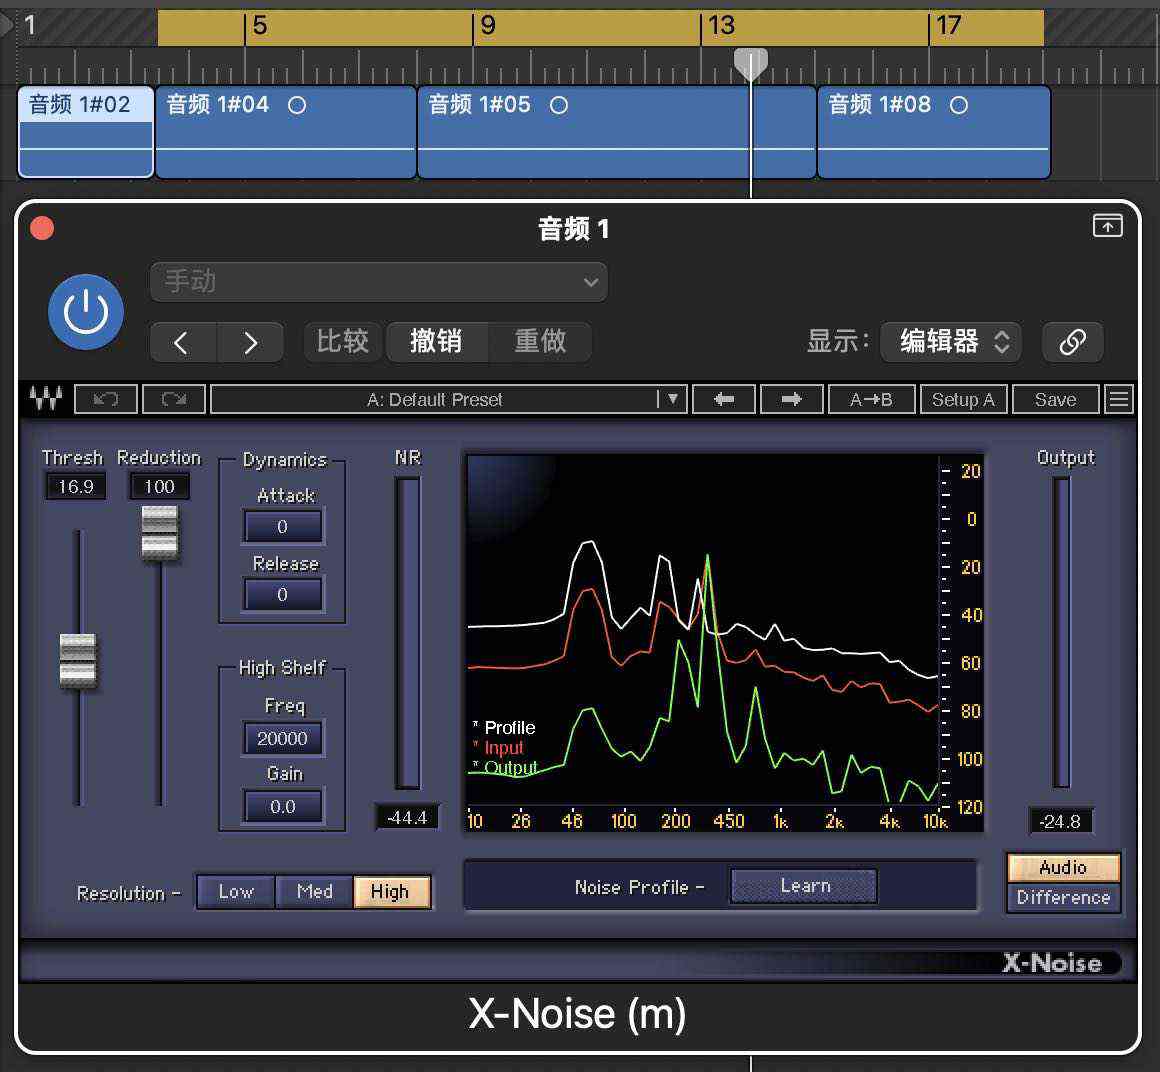 1 5 9 13 17
音频 1#02 音频 1#04 音频 1#05 音频 1#08
音频 1
手动
比较 撤销 重做 显示: 编辑器
A: Default Preset A→B Setup A Save
Thresh Reduction Dynamics NR Output
16.9 100
Attack
0
Release
0
High Shelf
Freq
20000
Gain
0.0
-44.4
20
0
20
40
60
80
100
120
Profile
Input
Output
10 26 46 100 200 450 1K 2K 4K 10K
-24.8
Resolution - Low Med High
Noise Profile - Learn
Audio
Difference
X-Noise
X-Noise (m)